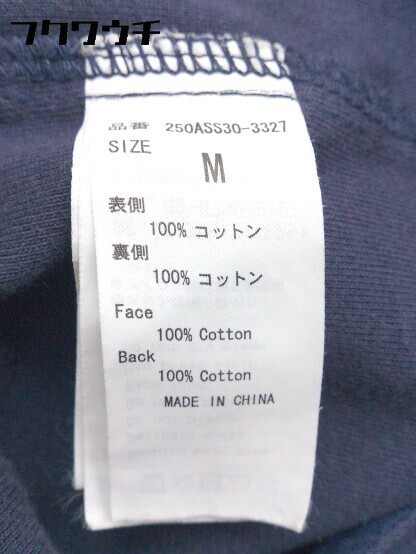 フクウクチ
品番 250ASS30-3327
SIZE M
表側
100% コットン
裏側
100% コットン
Face
100% Cotton
Back
100% Cotton
MADE IN CHINA